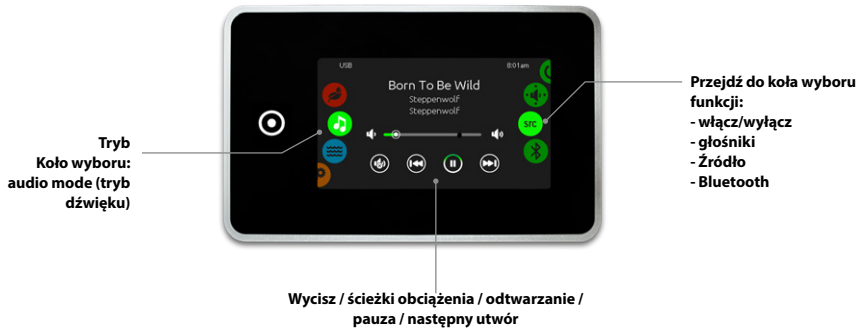 USB
8:01am
Born To Be Wild
Steppenwolf
Steppenwolf
src
Tryb
Koło wyboru:
audio mode (tryb
dźwięku)
Przejdź do koła wyboru
funkcji:
- włącz/wyłącz
- głośniki
- Źródło
- Bluetooth
Wycisz / ścieżki obciążenia / odtwarzanie /
pauza / następny utwór